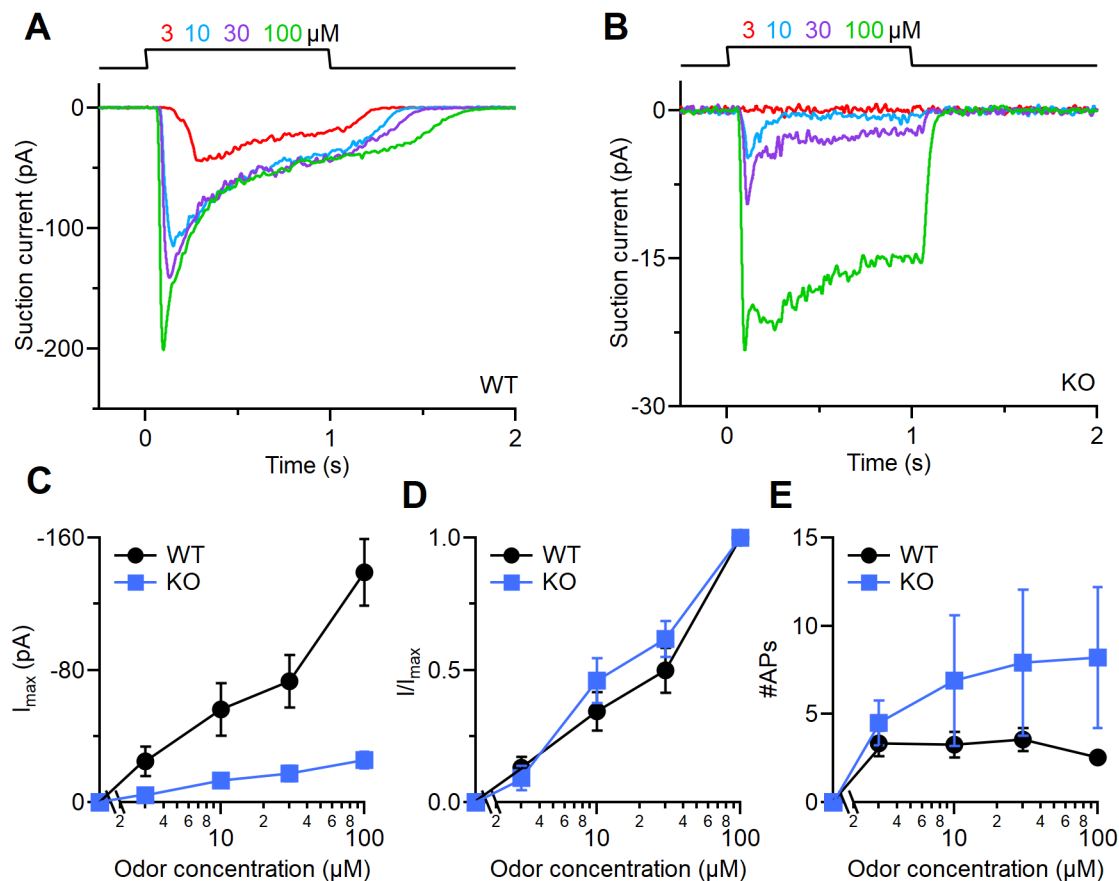 A
3 10 30 100 µM
0
-100
-200
Suction current (pA)
WT
0
1
2
Time (s)
B
3 10 30 100 µM
0
-15
-30
Suction current (pA)
KO
0
1
2
Time (s)
C
-160
-80
0
I_max (pA)
WT
KO
2 4 6 8 10 2 4 6 8 100
Odor concentration (µM)
D
1.0
0.5
0.0
I/I_max
WT
KO
2 4 6 8 10 2 4 6 8 100
Odor concentration (µM)
E
15
10
5
0
#APs
WT
KO
2 4 6 8 10 2 4 6 8 100
Odor concentration (µM)